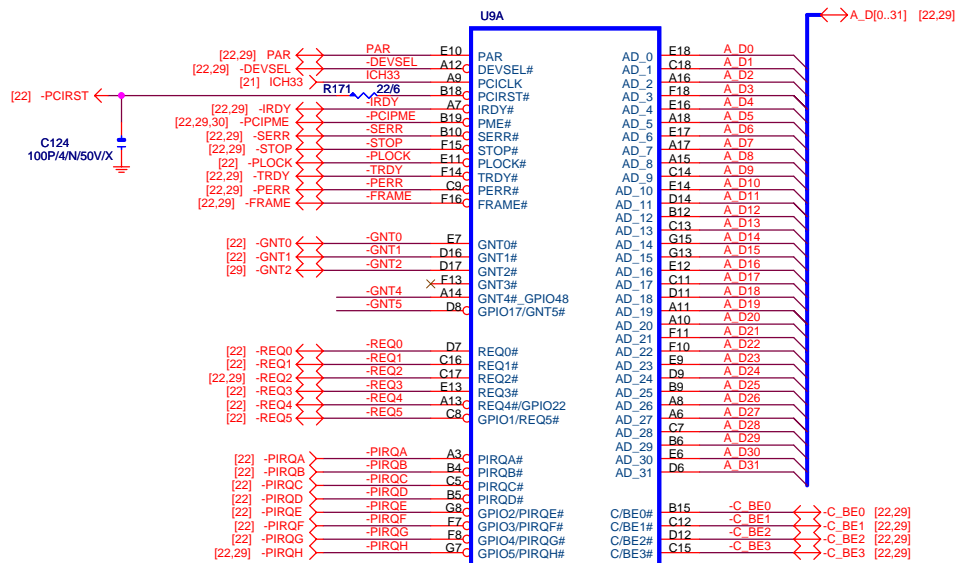 U9A
A_D[0..31] [22,29]
[22,29] PAR PAR E10 PAR AD_0 E18 A_D0
[22,29] -DEVSEL -DEVSEL A12 DEVSEL# AD_1 C18 A_D1
[21] ICH33 ICH33 A9 PCICLK AD_2 A16 A_D2
[22] -PCIRST R171 22/6 B18 PCIRST# AD_3 F18 A_D3
[22,29] -IRDY -IRDY A7 IRDY# AD_4 E16 A_D4
[22,29,30] -PCIPME -PCIPME B19 PME# AD_5 A18 A_D5
[22,29] -SERR -SERR B10 SERR# AD_6 E17 A_D6
[22,29] -STOP -STOP F15 STOP# AD_7 A17 A_D7
[22] -PLOCK -PLOCK E11 PLOCK# AD_8 A15 A_D8
[22,29] -TRDY -TRDY F14 TRDY# AD_9 C14 A_D9
[22,29] -PERR -PERR C9 PERR# AD_10 E14 A_D10
[22,29] -FRAME -FRAME F16 FRAME# AD_11 D14 A_D11
C124
100P/4/N/50V/X
AD_12 B12 A_D12
AD_13 C13 A_D13
[22] -GNT0 -GNT0 E7 GNT0# AD_14 G15 A_D14
[22] -GNT1 -GNT1 D16 GNT1# AD_15 G13 A_D15
[29] -GNT2 -GNT2 D17 GNT2# AD_16 E12 A_D16
F13 GNT3# AD_17 C11 A_D17
-GNT4 A14 GNT4#_GPIO48 AD_18 D11 A_D18
-GNT5 D8 GPIO17/GNT5# AD_19 A11 A_D19
AD_20 A10 A_D20
AD_21 F11 A_D21
[22] -REQ0 -REQ0 D7 REQ0# AD_22 F10 A_D22
[22] -REQ1 -REQ1 C16 REQ1# AD_23 E9 A_D23
[22,29] -REQ2 -REQ2 C17 REQ2# AD_24 D9 A_D24
[22] -REQ3 -REQ3 E13 REQ3# AD_25 B9 A_D25
[22] -REQ4 -REQ4 A13 REQ4#/GPIO22 AD_26 A8 A_D26
[22] -REQ5 -REQ5 C8 GPIO1/REQ5# AD_27 A6 A_D27
AD_28 C7 A_D28
AD_29 B6 A_D29
[22] -PIRQA -PIRQA A3 PIRQA# AD_30 E6 A_D30
[22] -PIRQB -PIRQB B4 PIRQB# AD_31 D6 A_D31
[22] -PIRQC -PIRQC C5 PIRQC#
[22] -PIRQD -PIRQD B5 PIRQD#
[22] -PIRQE -PIRQE G8 GPIO2/PIRQE# C/BE0# B15 -C_BE0 -C_BE0 [22,29]
[22] -PIRQF -PIRQF F7 GPIO3/PIRQF# C/BE1# C12 -C_BE1 -C_BE1 [22,29]
[22] -PIRQG -PIRQG F8 GPIO4/PIRQG# C/BE2# D12 -C_BE2 -C_BE2 [22,29]
[22,29] -PIRQH -PIRQH G7 GPIO5/PIRQH# C/BE3# C15 -C_BE3 -C_BE3 [22,29]